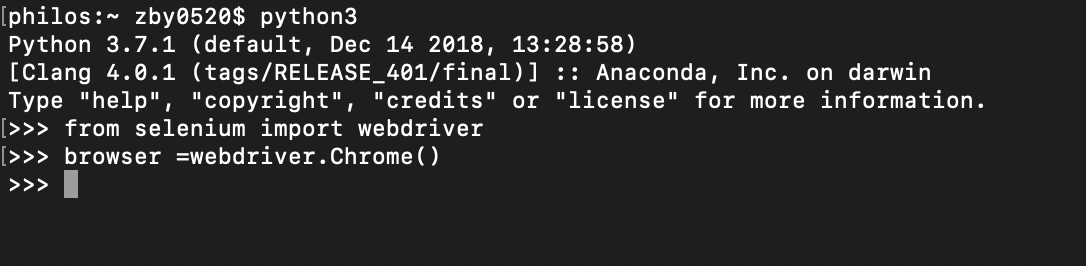 [philos:~ zby0520$ python3
Python 3.7.1 (default, Dec 14 2018, 13:28:58)
[Clang 4.0.1 (tags/RELEASE_401/final)] :: Anaconda, Inc. on darwin
Type "help", "copyright", "credits" or "license" for more information.
[>>> from selenium import webdriver
[>>> browser =webdriver.Chrome()
>>>